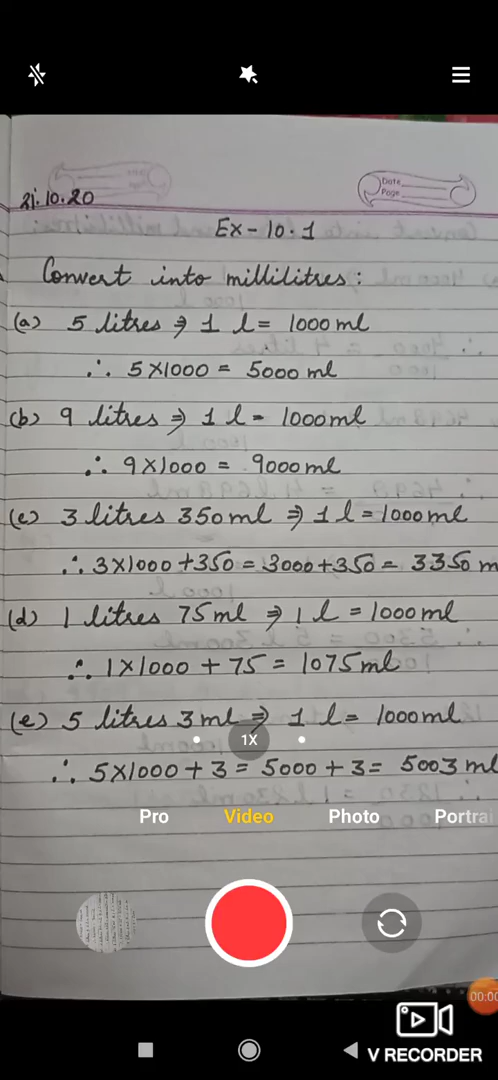 Date
Page
21.10.20
Ex - 10.1
Convert into millilitres:
(a) 5 litres ⇒ 1 l = 1000 ml
∴ 5×1000 = 5000 ml
(b) 9 litres ⇒ 1 l = 1000 ml
∴ 9×1000 = 9000 ml
(c) 3 litres 350 ml ⇒ 1 l = 1000 ml
∴ 3×1000 + 350 = 3000 + 350 = 3350 m
(d) 1 litres 75 ml ⇒ 1 l = 1000 ml
∴ 1×1000 + 75 = 1075 ml
(e) 5 litres 3 ml ⇒ 1 l = 1000 ml
1X
∴ 5×1000 + 3 = 5000 + 3 = 5003 ml
Pro Video Photo Portrai
00:00
V RECORDER